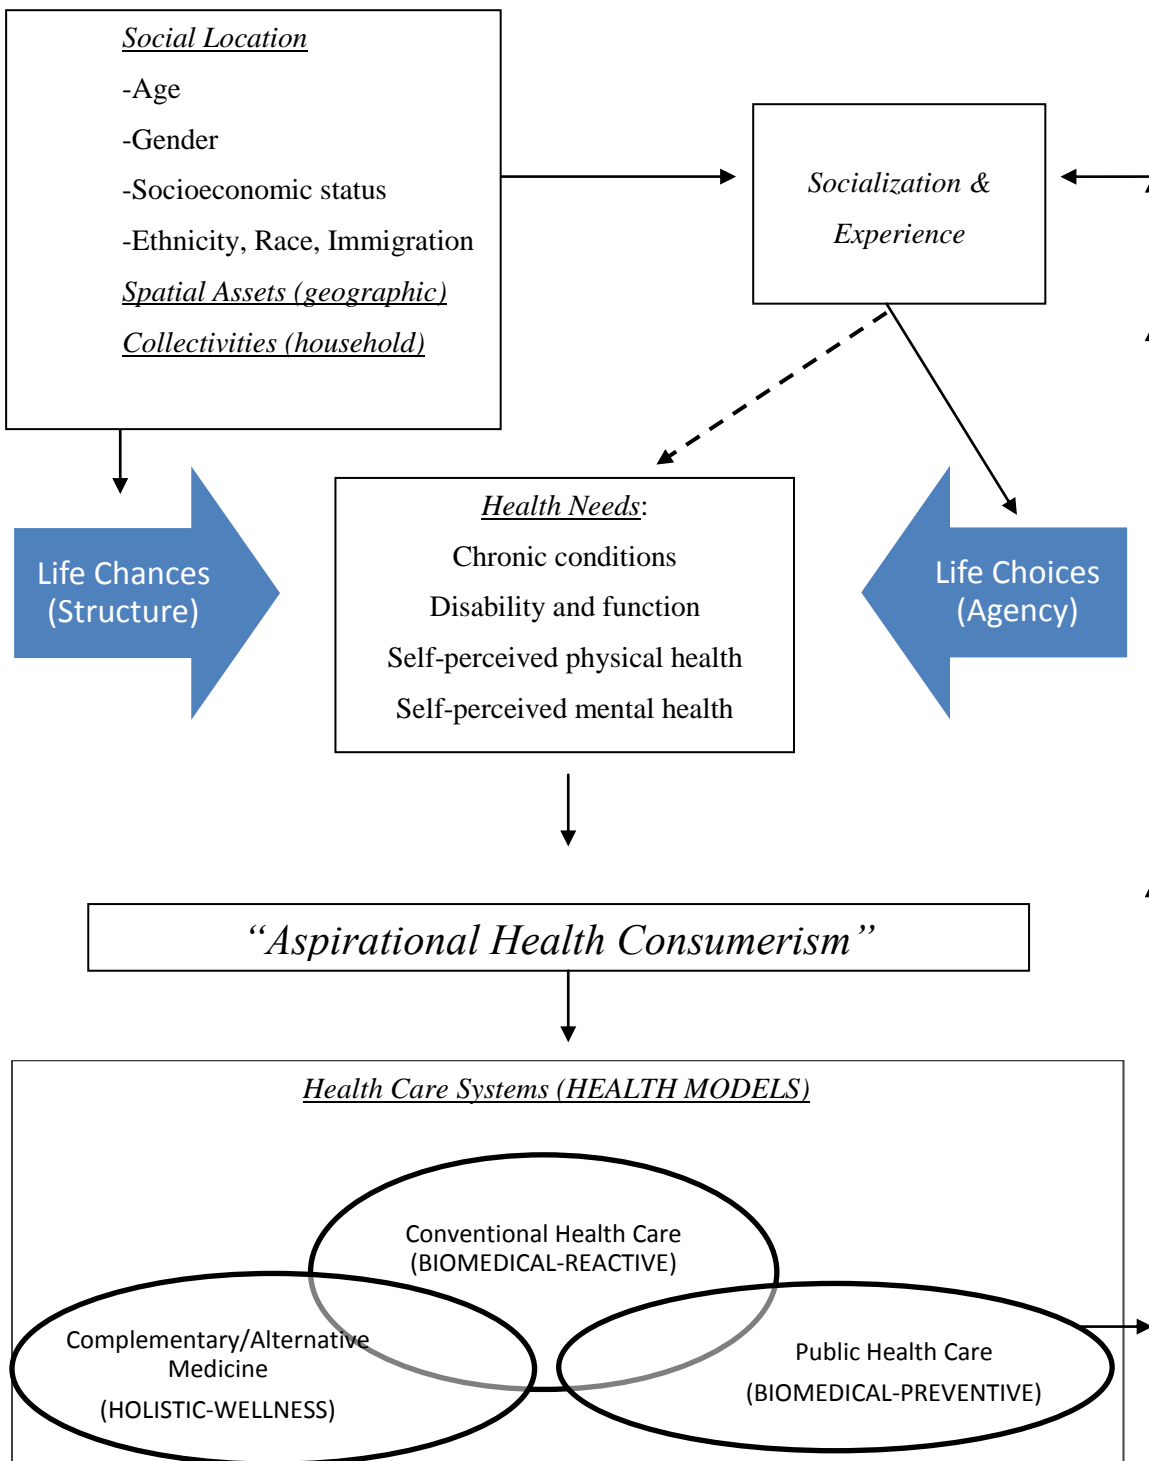 Social Location
-Age
-Gender
-Socioeconomic status
-Ethnicity, Race, Immigration
Spatial Assets (geographic)
Collectivities (household)
Socialization &
Experience
Life Chances
(Structure)
Health Needs:
Chronic conditions
Disability and function
Self-perceived physical health
Self-perceived mental health
Life Choices
(Agency)
“Aspirational Health Consumerism”
Health Care Systems (HEALTH MODELS)
Conventional Health Care
(BIOMEDICAL-REACTIVE)
Complementary/Alternative
Medicine
(HOLISTIC-WELLNESS)
Public Health Care
(BIOMEDICAL-PREVENTIVE)